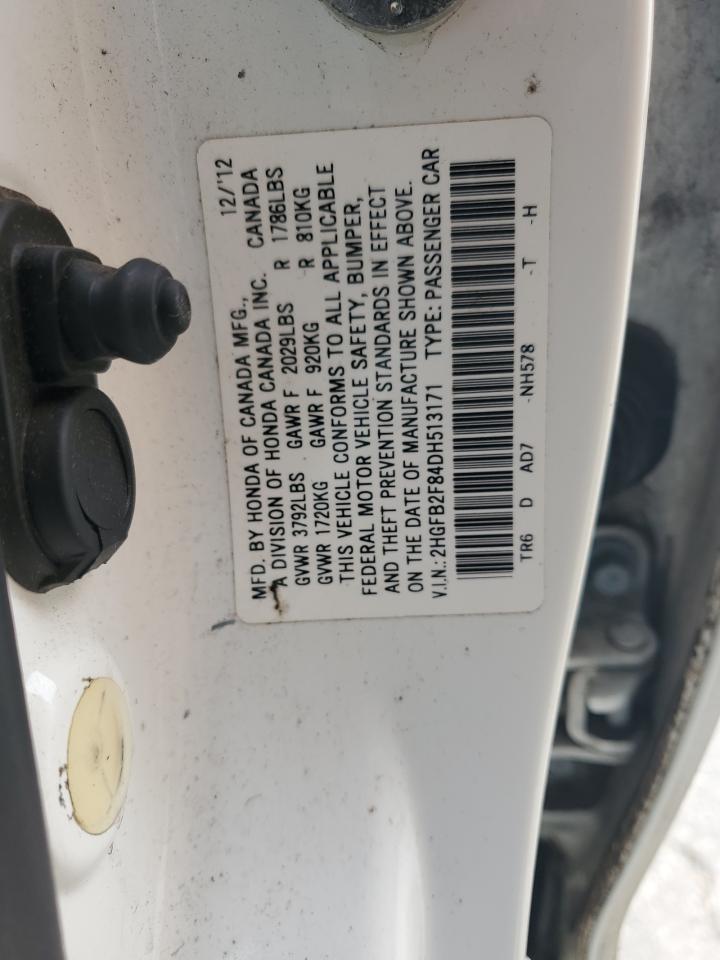 MFD. BY HONDA OF CANADA MFG., 12/'12
A DIVISION OF HONDA CANADA INC. CANADA
GVWR 3792LBS GAWR F 2029LBS R 1786LBS
GVWR 1720KG GAWR F 920KG R 810KG
THIS VEHICLE CONFORMS TO ALL APPLICABLE
FEDERAL MOTOR VEHICLE SAFETY, BUMPER,
AND THEFT PREVENTION STANDARDS IN EFFECT
ON THE DATE OF MANUFACTURE SHOWN ABOVE.
V.I.N.: 2HGFB2F84DH513171 TYPE: PASSENGER CAR
TR6 D AD7 -NH578 -T -H